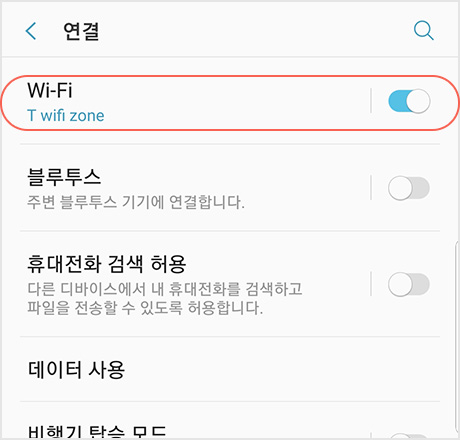 연결
Wi-Fi
T wifi zone
블루투스
주변 블루투스 기기에 연결합니다.
휴대전화 검색 허용
다른 디바이스에서 내 휴대전화를 검색하고
파일을 전송할 수 있도록 허용합니다.
데이터 사용
비행기 탑승 모드